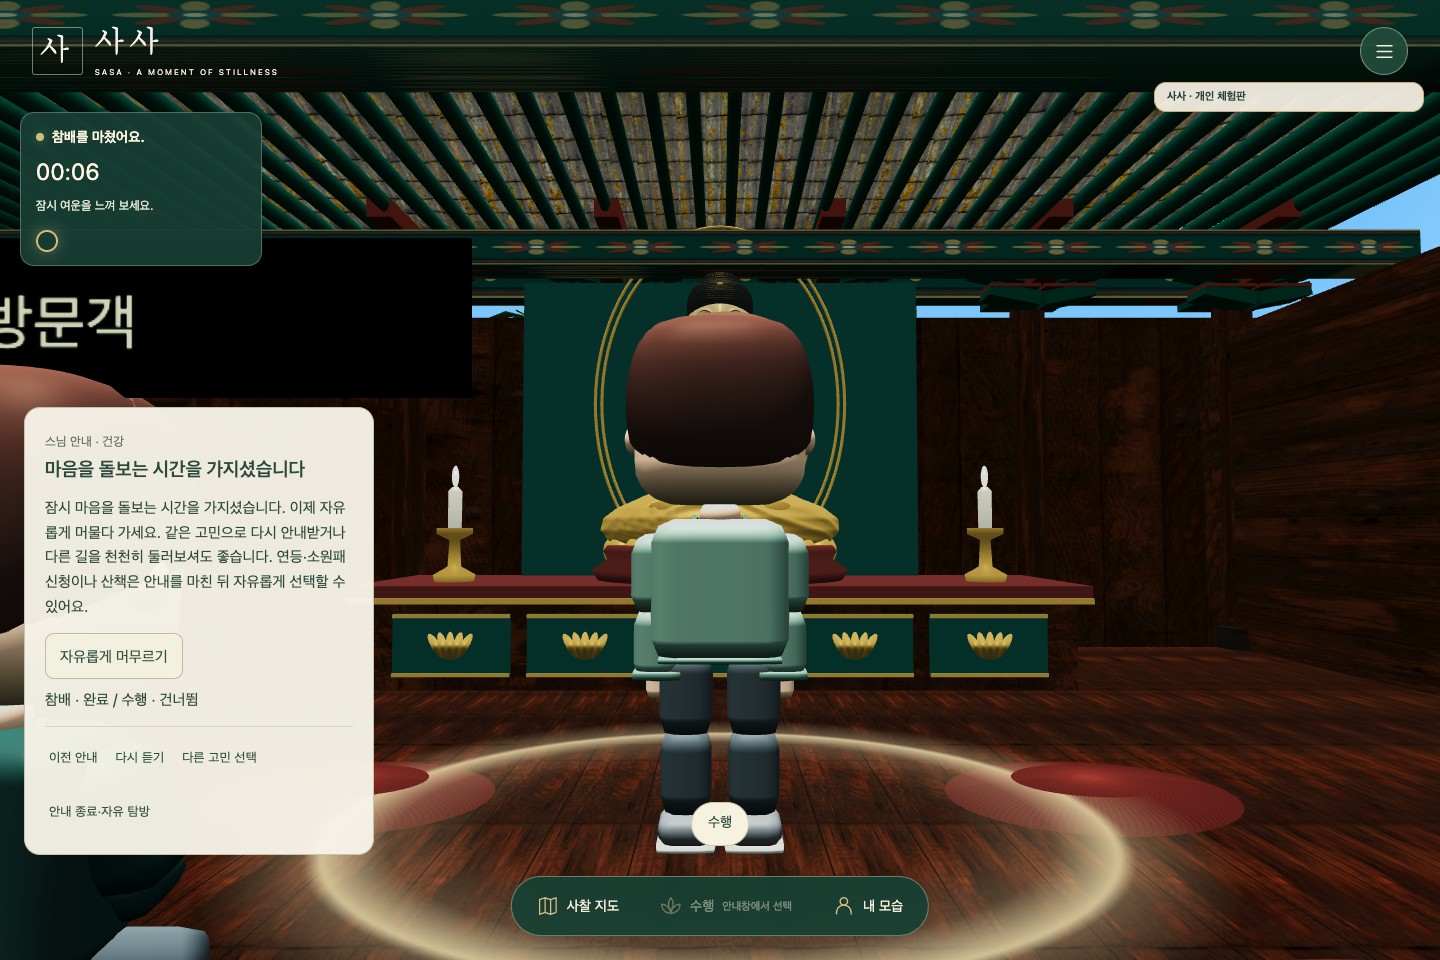 사 사사
SASA · A MOMENT OF STILLNESS
사사 · 개인 체험판
참배를 마쳤어요.
00:06
잠시 여운을 느껴 보세요.
방문객
스님 안내 · 건강
마음을 돌보는 시간을 가지셨습니다
잠시 마음을 돌보는 시간을 가지셨습니다. 이제 자유
롭게 머물다 가세요. 같은 고민으로 다시 안내받거나
다른 길을 천천히 둘러보셔도 좋습니다. 연등·소원패
신청이나 산책은 안내를 마친 뒤 자유롭게 선택할 수
있어요.
자유롭게 머무르기
참배 · 완료 / 수행 · 건너뜀
이전 안내 다시 듣기 다른 고민 선택
안내 종료·자유 탐방
수행
사찰 지도 수행 안내창에서 선택 내 모습